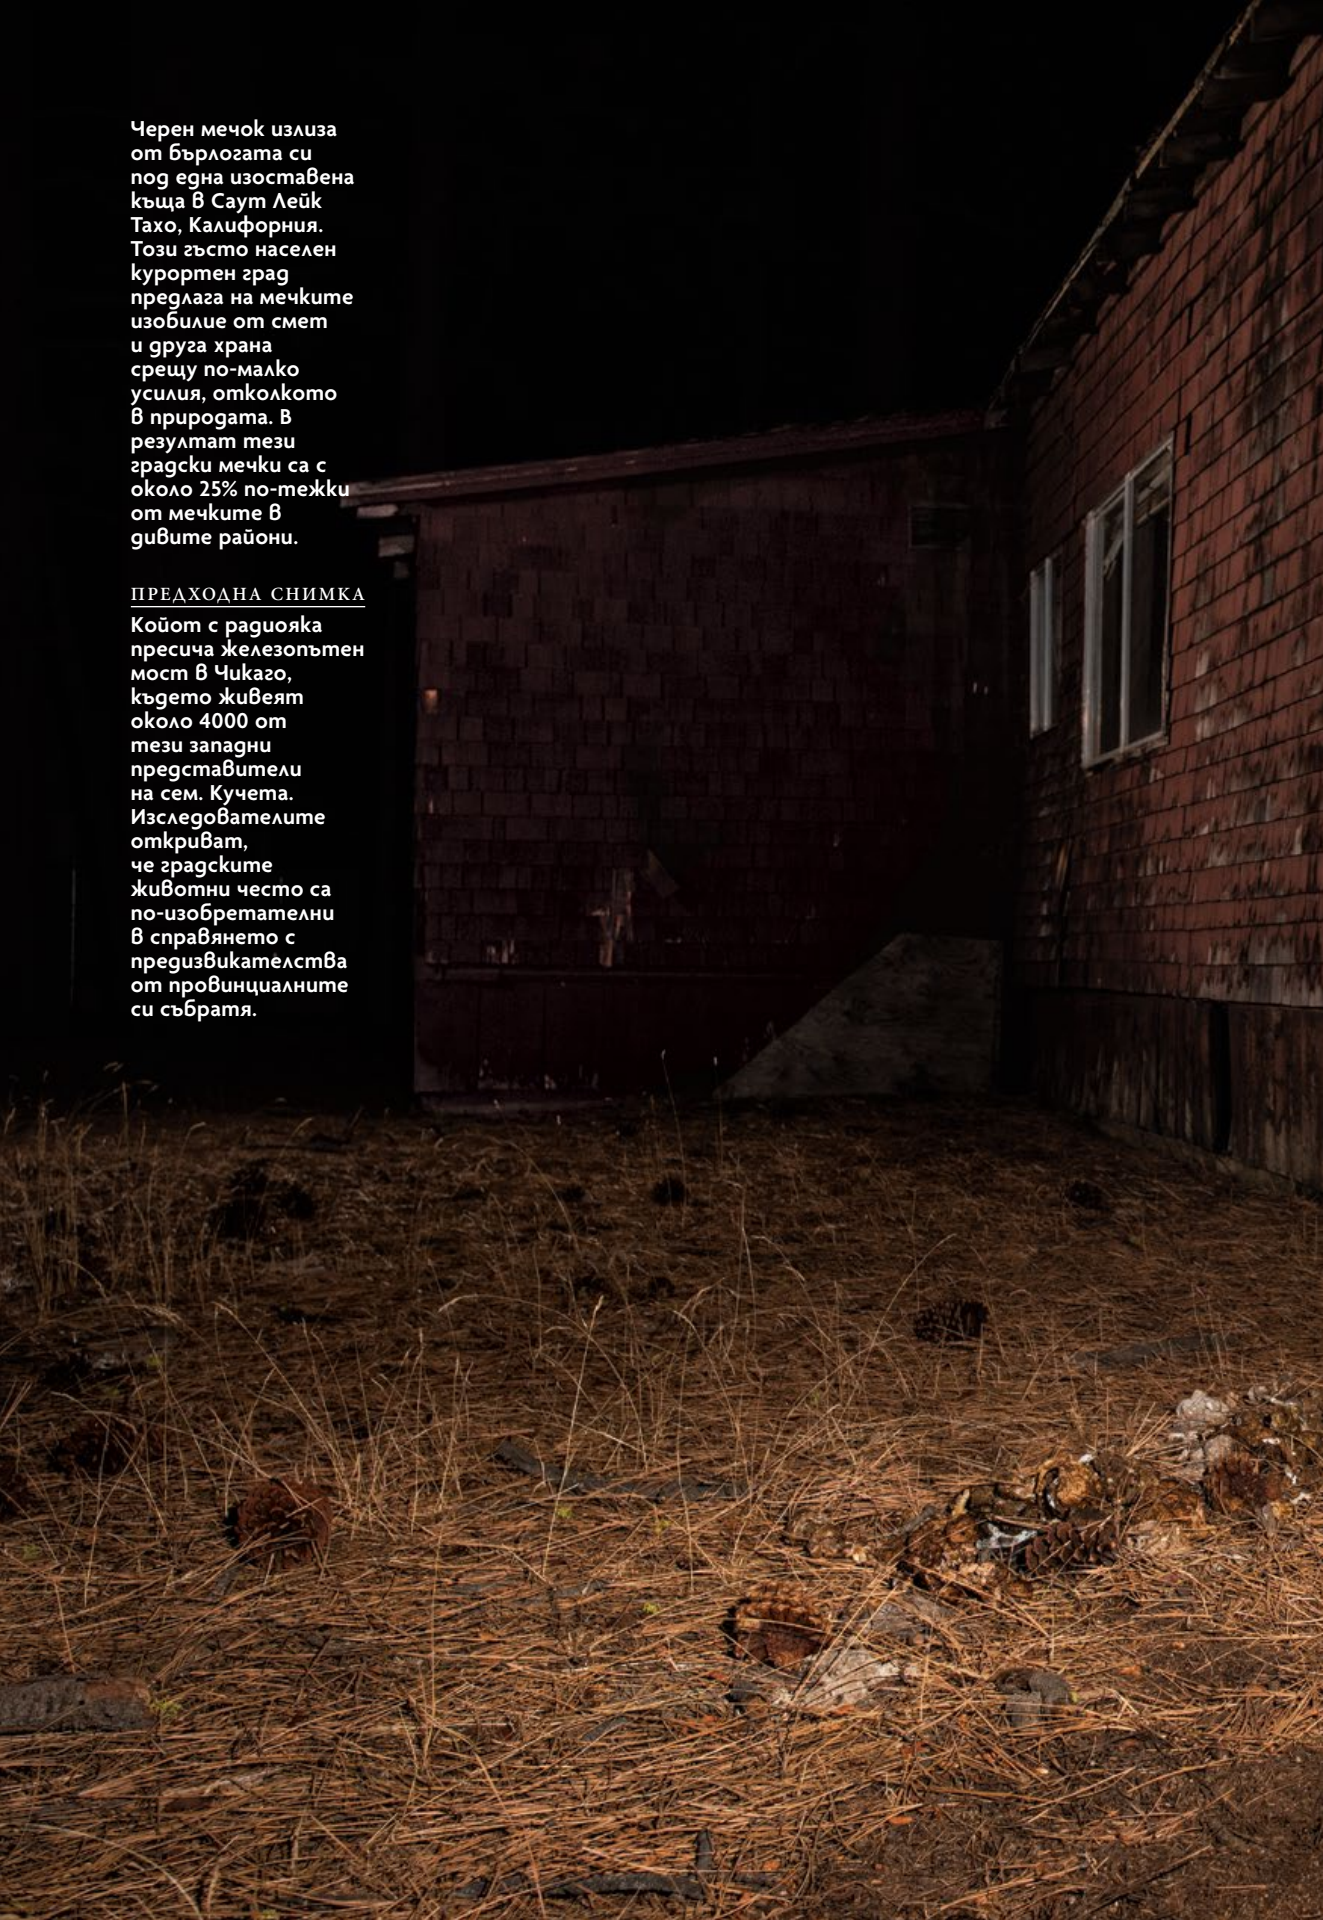 Черен мечок излиза
от бърлогата си
под една изоставена
къща в Саут Лейк
Тахо, Калифорния.
Този гъсто населен
курортен град
предлага на мечките
изобилие от смет
и друга храна
срещу по-малко
усилия, отколкото
в природата. В
резултат тези
градски мечки са с
около 25% по-тежки
от мечките в
дивите райони.
ПРЕДХОДНА СНИМКА
Койот с радиояка
пресича железопътен
мост в Чикаго,
където живеят
около 4000 от
тези западни
представители
на сем. Кучета.
Изследователите
откриват,
че градските
животни често са
по-изобретателни
в справянето с
предизвикателства
от провинциалните
си събратя.